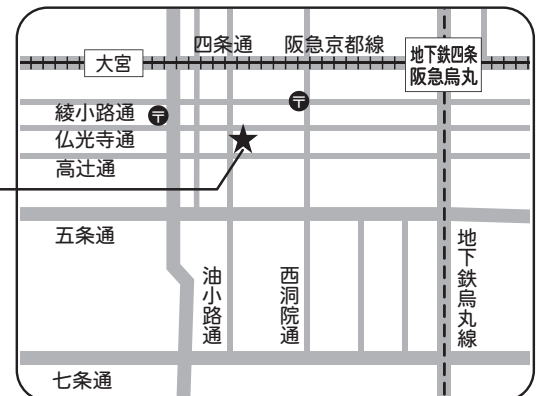 四条通
阪急京都線
大宮
地下鉄四条
阪急烏丸
綾小路通
〒
〒
仏光寺通
高辻通
五条通
油小路通
西洞院通
地下鉄烏丸線
七条通